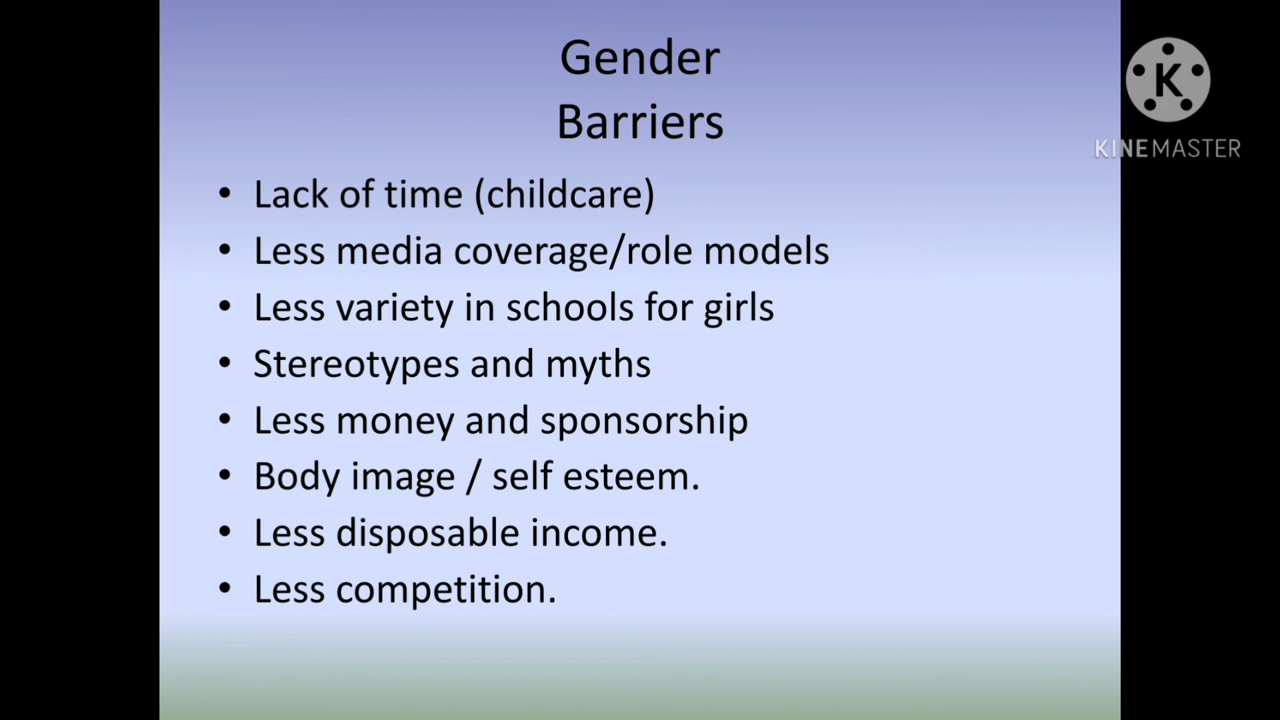 Gender
Barriers
K
KINEMASTER
• Lack of time (childcare)
• Less media coverage/role models
• Less variety in schools for girls
• Stereotypes and myths
• Less money and sponsorship
• Body image / self esteem.
• Less disposable income.
• Less competition.